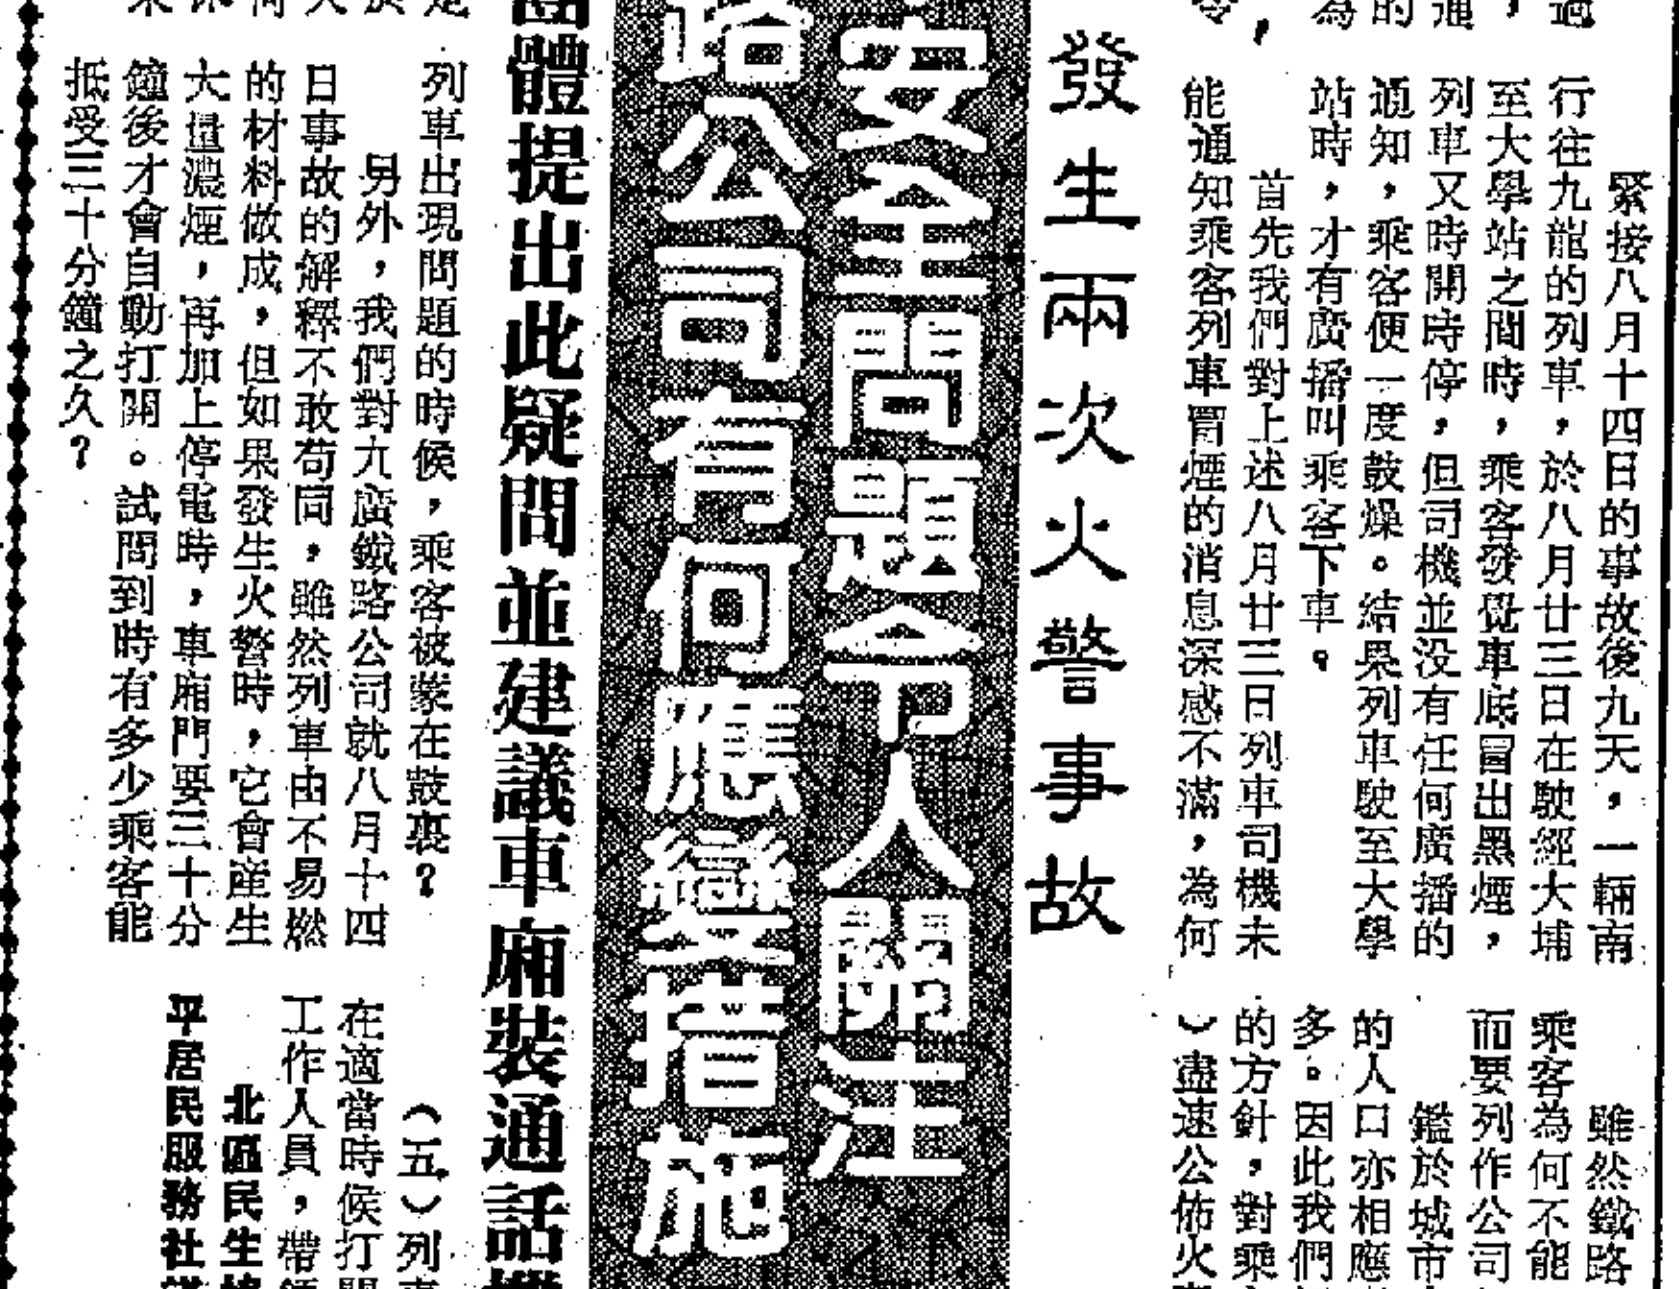 發生兩次火警事故
安全問題令人關注
路公司有何應變措施
團體提出此疑問並建議車廂裝通話機
緊接八月十四日的事故後九天，一輛南
行往九龍的列車，於八月廿三日在駛經大埔
至大學站之間時，乘客發覺車底冒出黑煙，
列車又時開時停，但司機並没有任何廣播的
通知，乘客便一度鼓燥。結果列車駛至大學
站時，才有廣播叫乘客下車。
首先我們對上述八月廿三日列車司機未
能通知乘客列車冒煙的消息深感不滿，為何
列車出現問題的時候，乘客被蒙在鼓裏？
另外，我們對九廣鐵路公司就八月十四
日事故的解釋不敢苟同，雖然列車由不易燃
的材料做成，但如果發生火警時，它會産生
大量濃煙，再加上停電時，車廂門要三十分
鐘後才會自動打開。試問到時有多少乘客能
抵受三十分鐘之久？
雖然鐵路
乘客為何不能
而要列作公司
鑑於城市
的人口亦相應
多。因此我們
的方針，對乘
）盡速公佈火
（五）列
在適當時候打開
工作人員，帶
北區民生
平居民服務社